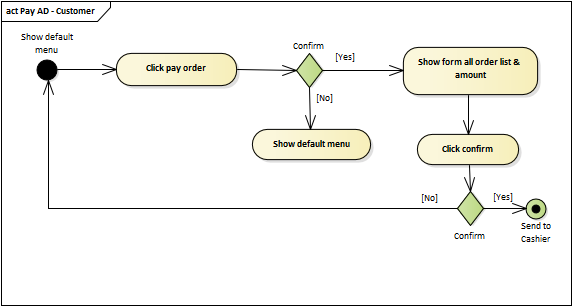 act Pay AD - Customer
Show default
menu
Click pay order
Confirm
[Yes]
Show form all order list &
amount
[No]
Show default menu
Click confirm
[No]
[Yes]
Confirm
Send to
Cashier